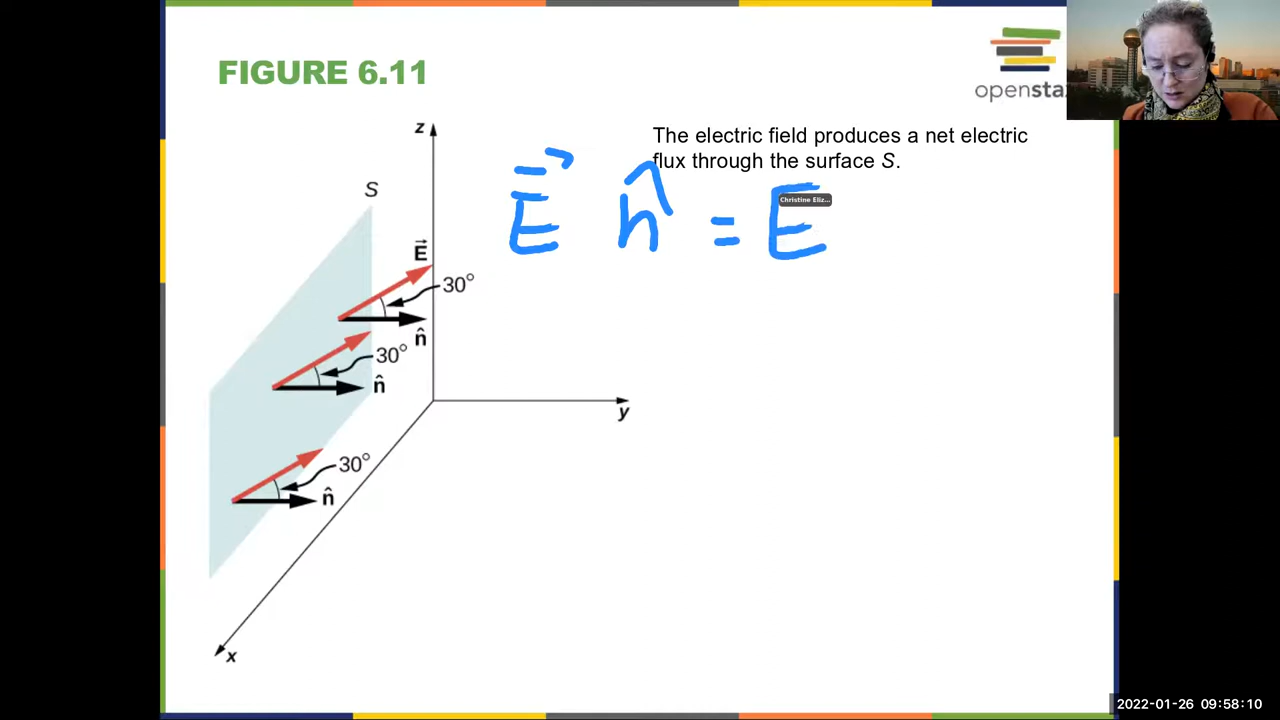 FIGURE 6.11
openstax
The electric field produces a net electric
flux through the surface S.
E⃗ n̂ = E
Christine Eliz...
z
S
E⃗
30°
n̂
30°
n̂
y
30°
n̂
x
2022-01-26 09:58:10